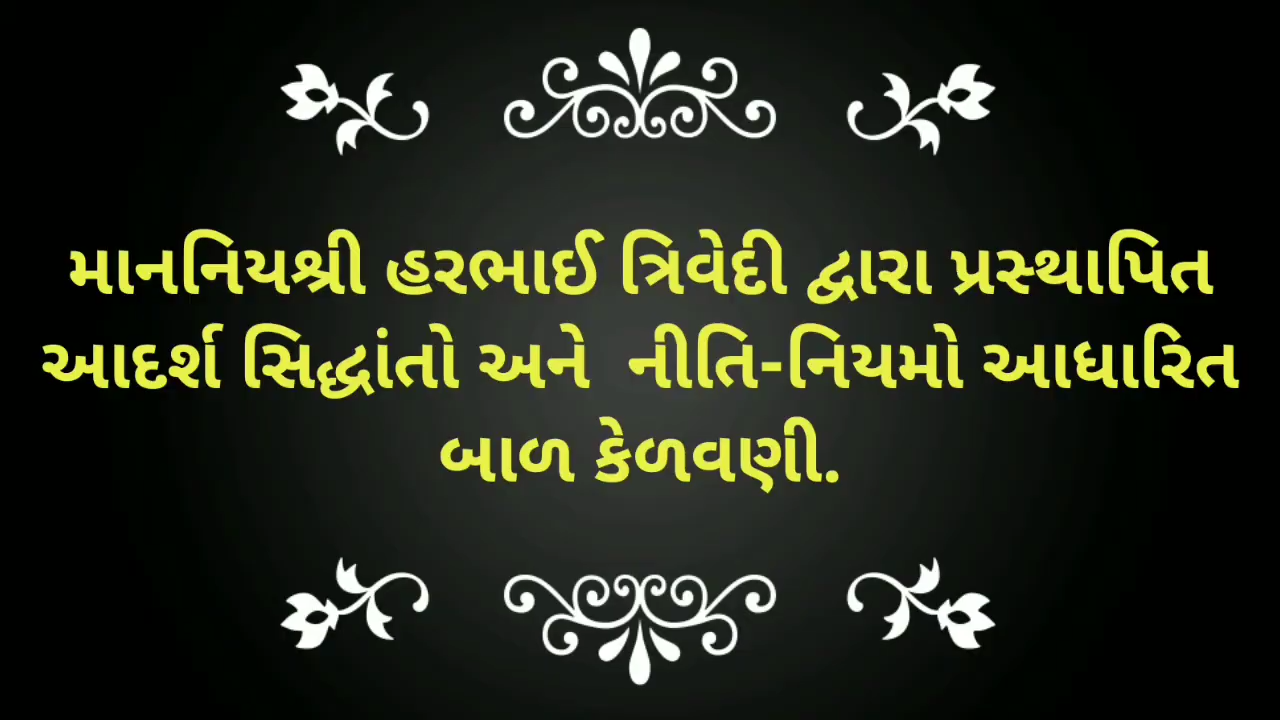 માનનિયશ્રી હરભાઈ ત્રિવેદી દ્વારા પ્રસ્થાપિત
આદર્શ સિદ્ધાંતો અને નીતિ-નિયમો આધારિત
બાળ કેળવણી.